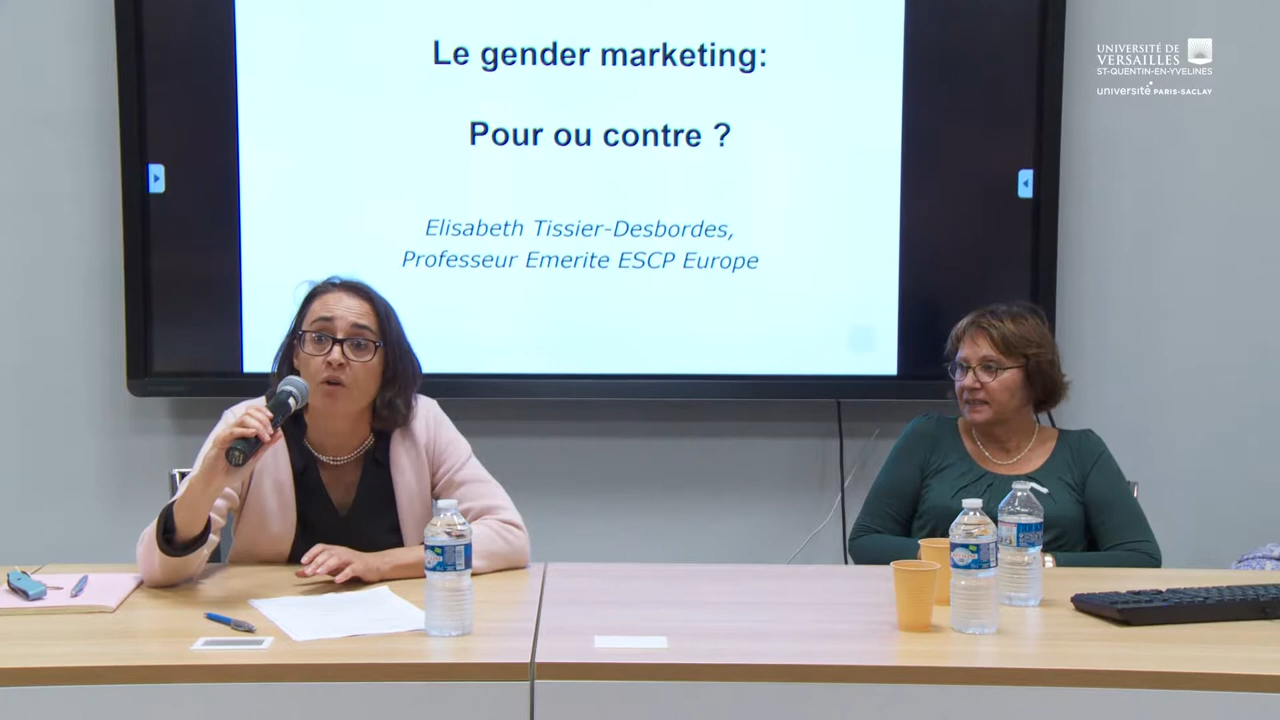 Le gender marketing:
Pour ou contre ?
Elisabeth Tissier-Desbordes,
Professeur Emerite ESCP Europe
UNIVERSITÉ DE
VERSAILLES
ST-QUENTIN-EN-YVELINES
université PARIS-SACLAY